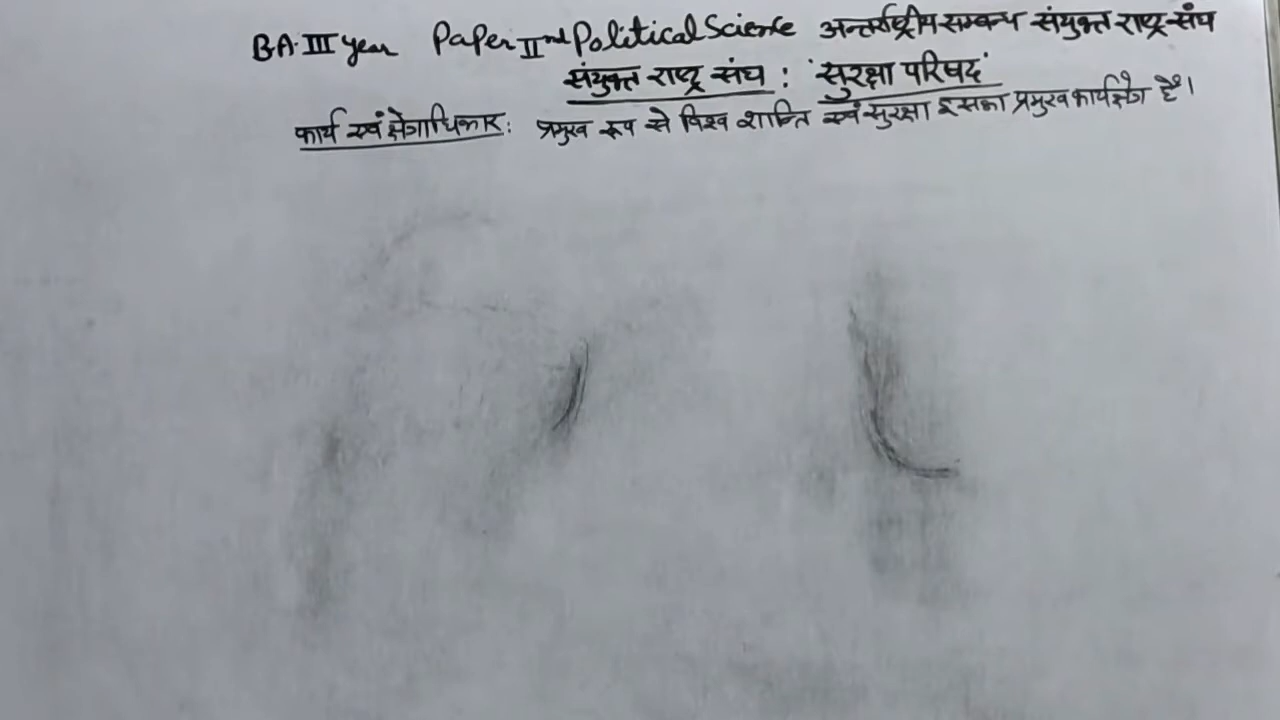 B.A. III year Paper IInd Political Science अन्तर्राष्ट्रीय सम्बन्ध संयुक्त राष्ट्र-संघ
संयुक्त राष्ट्र संघ : 'सुरक्षा परिषद'
कार्य एवं क्षेत्राधिकार: प्रमुख रूप से विश्व शान्ति एवं सुरक्षा इसका प्रमुख कार्यक्षेत्र है।